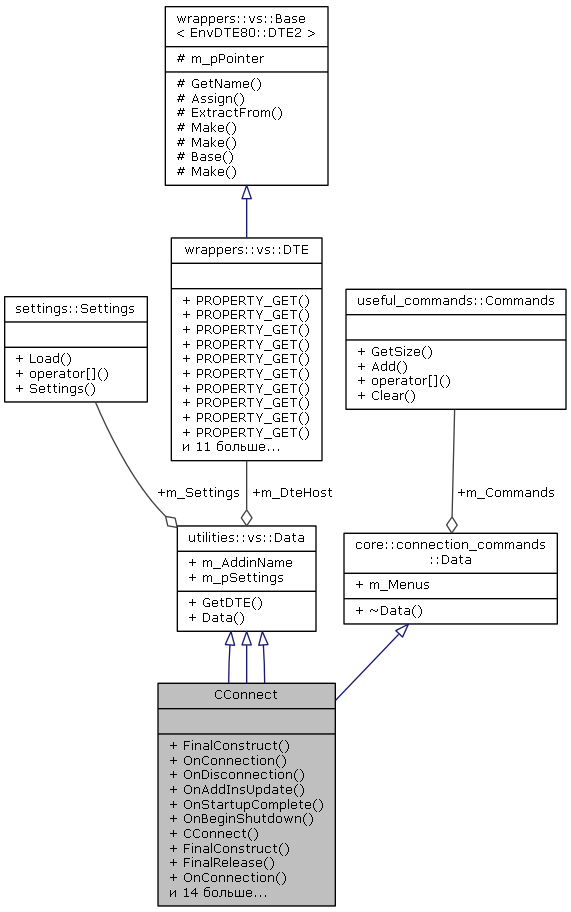 wrappers::vs::Base
< EnvDTE80::DTE2 >
# m_pPointer
# GetName()
# Assign()
# ExtractFrom()
# Make()
# Make()
# Base()
# Make()
wrappers::vs::DTE
+ PROPERTY_GET()
+ PROPERTY_GET()
+ PROPERTY_GET()
+ PROPERTY_GET()
+ PROPERTY_GET()
+ PROPERTY_GET()
+ PROPERTY_GET()
+ PROPERTY_GET()
+ PROPERTY_GET()
+ PROPERTY_GET()
и 11 больше...
settings::Settings
+ Load()
+ operator[]()
+ Settings()
useful_commands::Commands
+ GetSize()
+ Add()
+ operator[]()
+ Clear()
+m_Settings
+m_DteHost
+m_Commands
utilities::vs::Data
+ m_AddinName
+ m_pSettings
+ GetDTE()
+ Data()
core::connection_commands
::Data
+ m_Menus
+ ~Data()
CConnect
+ FinalConstruct()
+ OnConnection()
+ OnDisconnection()
+ OnAddInsUpdate()
+ OnStartupComplete()
+ OnBeginShutdown()
+ CConnect()
+ FinalConstruct()
+ FinalRelease()
+ OnConnection()
и 14 больше...